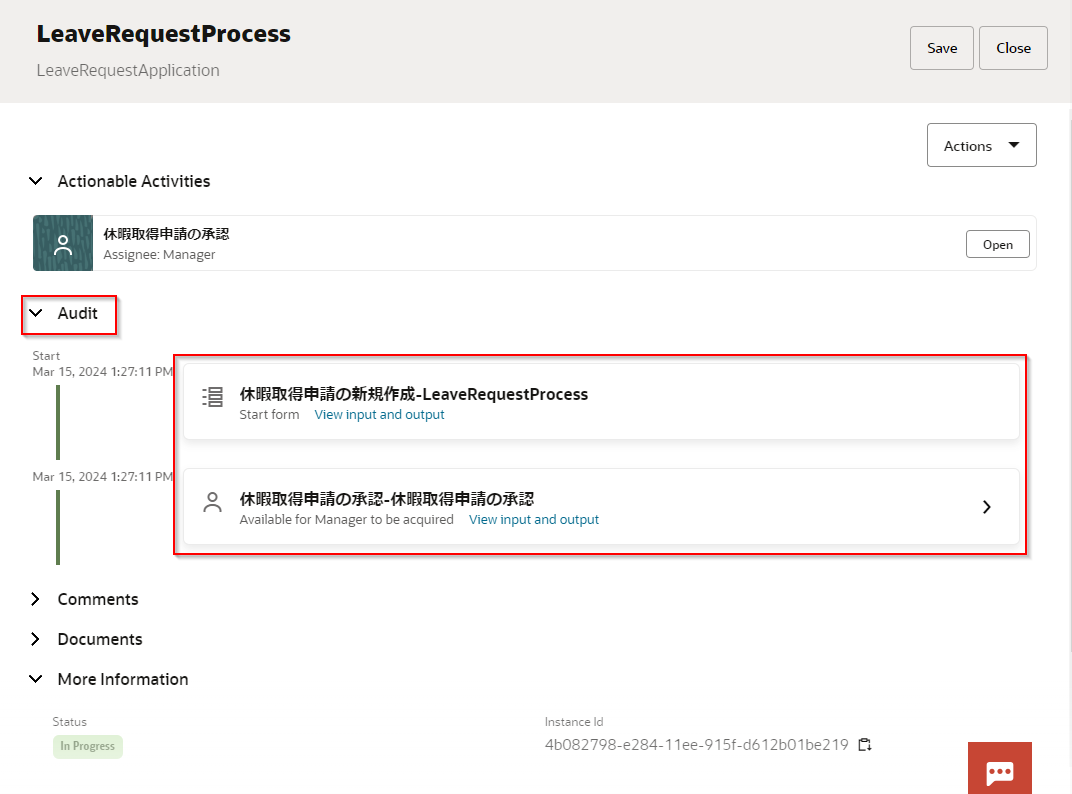 LeaveRequestProcess
LeaveRequestApplication
Save
Close
Actions
Actionable Activities
休暇取得申請の承認
Assignee: Manager
Open
Audit
Start
Mar 15, 2024 1:27:11 PM
休暇取得申請の新規作成-LeaveRequestProcess
Start form View input and output
Mar 15, 2024 1:27:11 PM
休暇取得申請の承認-休暇取得申請の承認
Available for Manager to be acquired View input and output
Comments
Documents
More Information
Status
In Progress
Instance Id
4b082798-e284-11ee-915f-d612b01be219